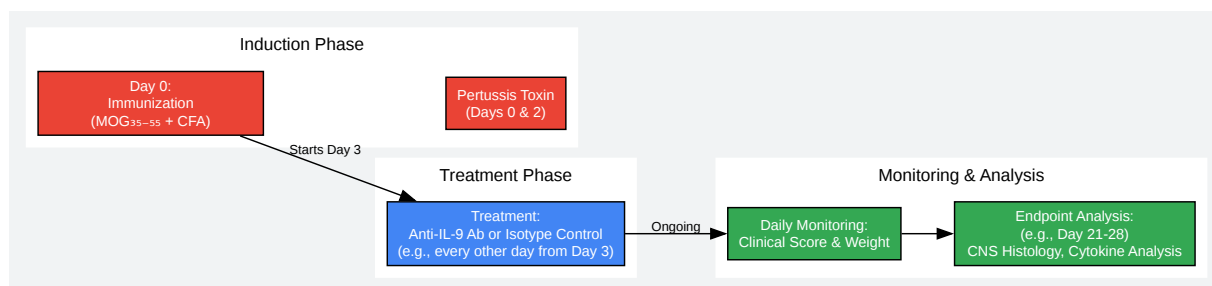 Induction Phase
Day 0:
Immunization
(MOG₃₅₋₅₅ + CFA)
Pertussis Toxin
(Days 0 & 2)
Starts Day 3
Treatment Phase
Treatment:
Anti-IL-9 Ab or Isotype Control
(e.g., every other day from Day 3)
Ongoing
Monitoring & Analysis
Daily Monitoring:
Clinical Score & Weight
Endpoint Analysis:
(e.g., Day 21-28)
CNS Histology, Cytokine Analysis